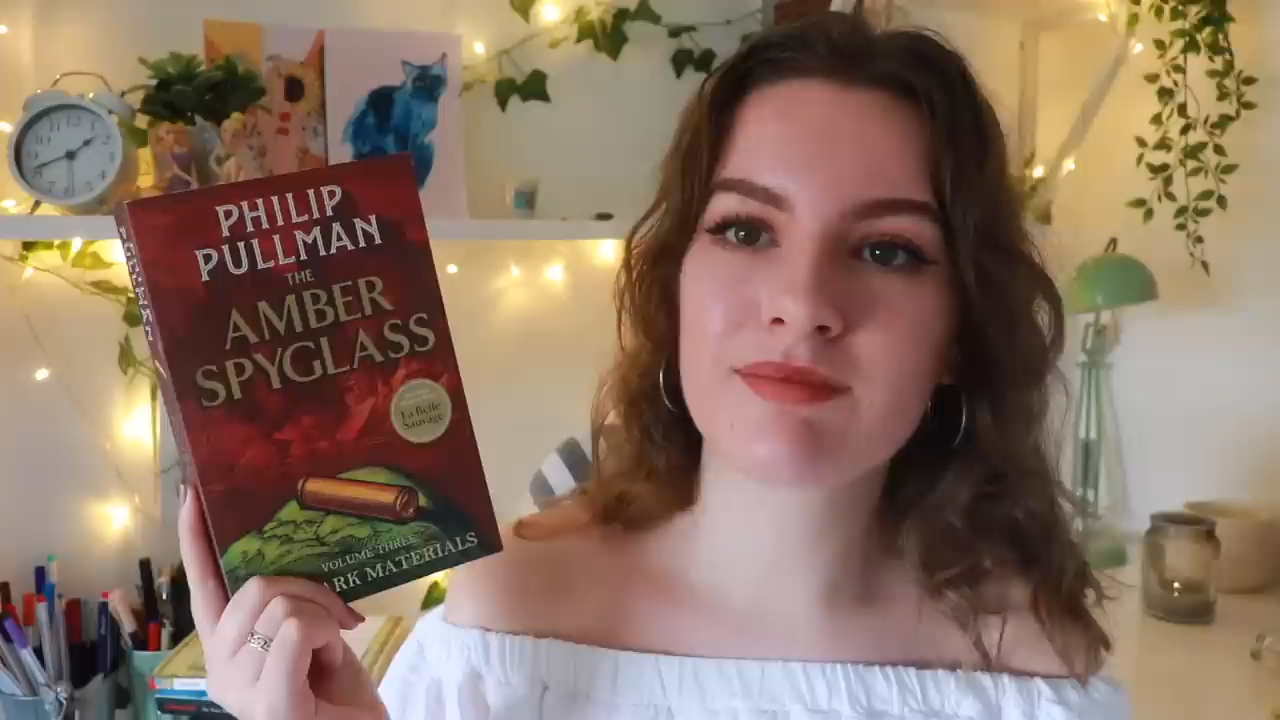 PHILIP
PULLMAN
THE
AMBER
SPYGLASS
La Belle
Sauvage
VOLUME THREE
ARK MATERIALS